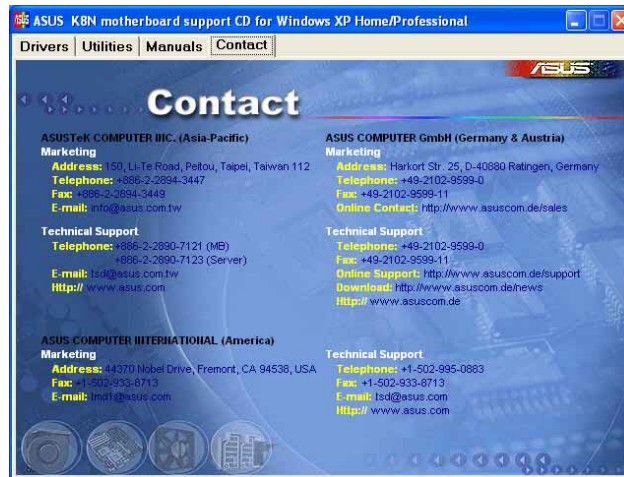 ASUS K8N motherboard support CD for Windows XP Home/Professional
Drivers Utilities Manuals Contact
ASUS
Contact
ASUSTeK COMPUTER INC. (Asia-Pacific)
Marketing
Address: 150, Li-Te Road, Peitou, Taipei, Taiwan 112
Telephone: +886-2-2894-3447
Fax: +886-2-2894-3449
E-mail: info@asus.com.tw
Technical Support
Telephone: +886-2-2890-7121 (MB)
+886-2-2890-7123 (Server)
E-mail: tsd@asus.com.tw
Http:// www.asus.com
ASUS COMPUTER GmbH (Germany & Austria)
Marketing
Address: Harkort Str. 25, D-40880 Ratingen, Germany
Telephone: +49-2102-9599-0
Fax: +49-2102-9599-11
Online Contact: http://www.asuscom.de/sales
Technical Support
Telephone: +49-2102-9599-0
Fax: +49-2102-9599-11
Online Support: http://www.asuscom.de/support
Download: http://www.asuscom.de/news
Http:// www.asuscom.de
ASUS COMPUTER INTERNATIONAL (America)
Marketing
Address: 44370 Nobel Drive, Fremont, CA 94538, USA
Fax: +1-502-933-8713
E-mail: tmd1@asus.com
Technical Support
Telephone: +1-502-995-0883
Fax: +1-502-933-8713
E-mail: tsd@asus.com
Http:// www.asus.com